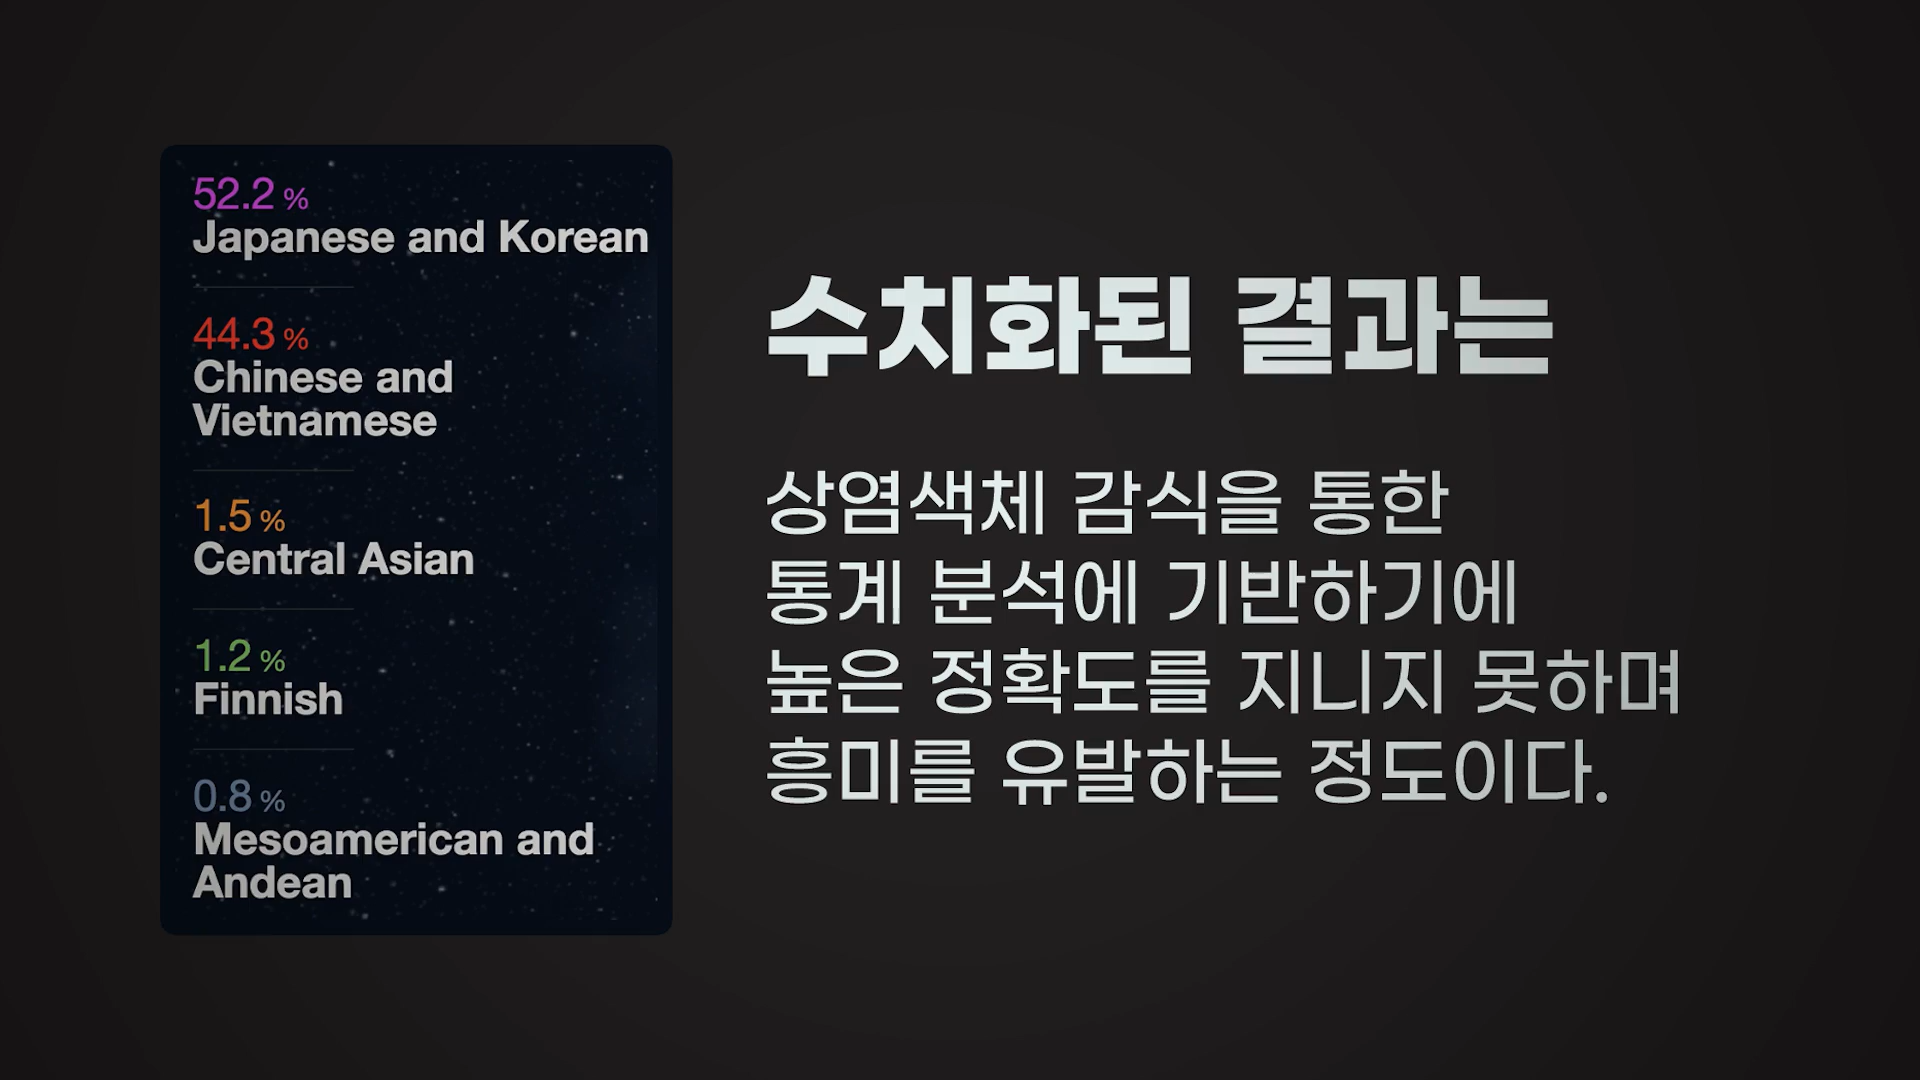 52.2 %
Japanese and Korean
44.3 %
Chinese and
Vietnamese
1.5 %
Central Asian
1.2 %
Finnish
0.8 %
Mesoamerican and
Andean
수치화된 결과는
상염색체 감식을 통한
통계 분석에 기반하기에
높은 정확도를 지니지 못하며
흥미를 유발하는 정도이다.